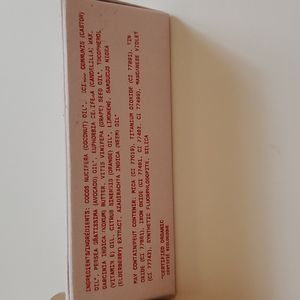 INGREDIENTS/INGRÉDIENTS: COCOS NUCIFERA (COCONUT) OIL*, COMMUNIS (CASTOR)
OIL*, PERSEA GRATISSIMA (AVOCADO) OIL*, EUPHORBIA CERIFERA (CANDELILLA) WAX,
GARCINIA INDICA (KOKUM) BUTTER, VITIS VINIFERA (GRAPE) SEED OIL*, TOCOPHEROL
(VITAMIN E) OIL, CITRUS SINENSIS (ORANGE) OIL*, LIMONENE, SAMBUCUS NIGRA
(ELDERBERRY) EXTRACT, AZADIRACHTA INDICA (NEEM) OIL*
MAY CONTAIN/PEUT CONTENIR: MICA (CI 77019), TITANIUM DIOXIDE (CI 77891), TIN
OXIDE (CI 77861), IRON OXIDE (CI 77491, CI 77492, CI 77499), MANGANESE VIOLET
(CI 77742), SYNTHETIC FLUORPHLOGOPITE, SILICA
*CERTIFIED ORGANIC